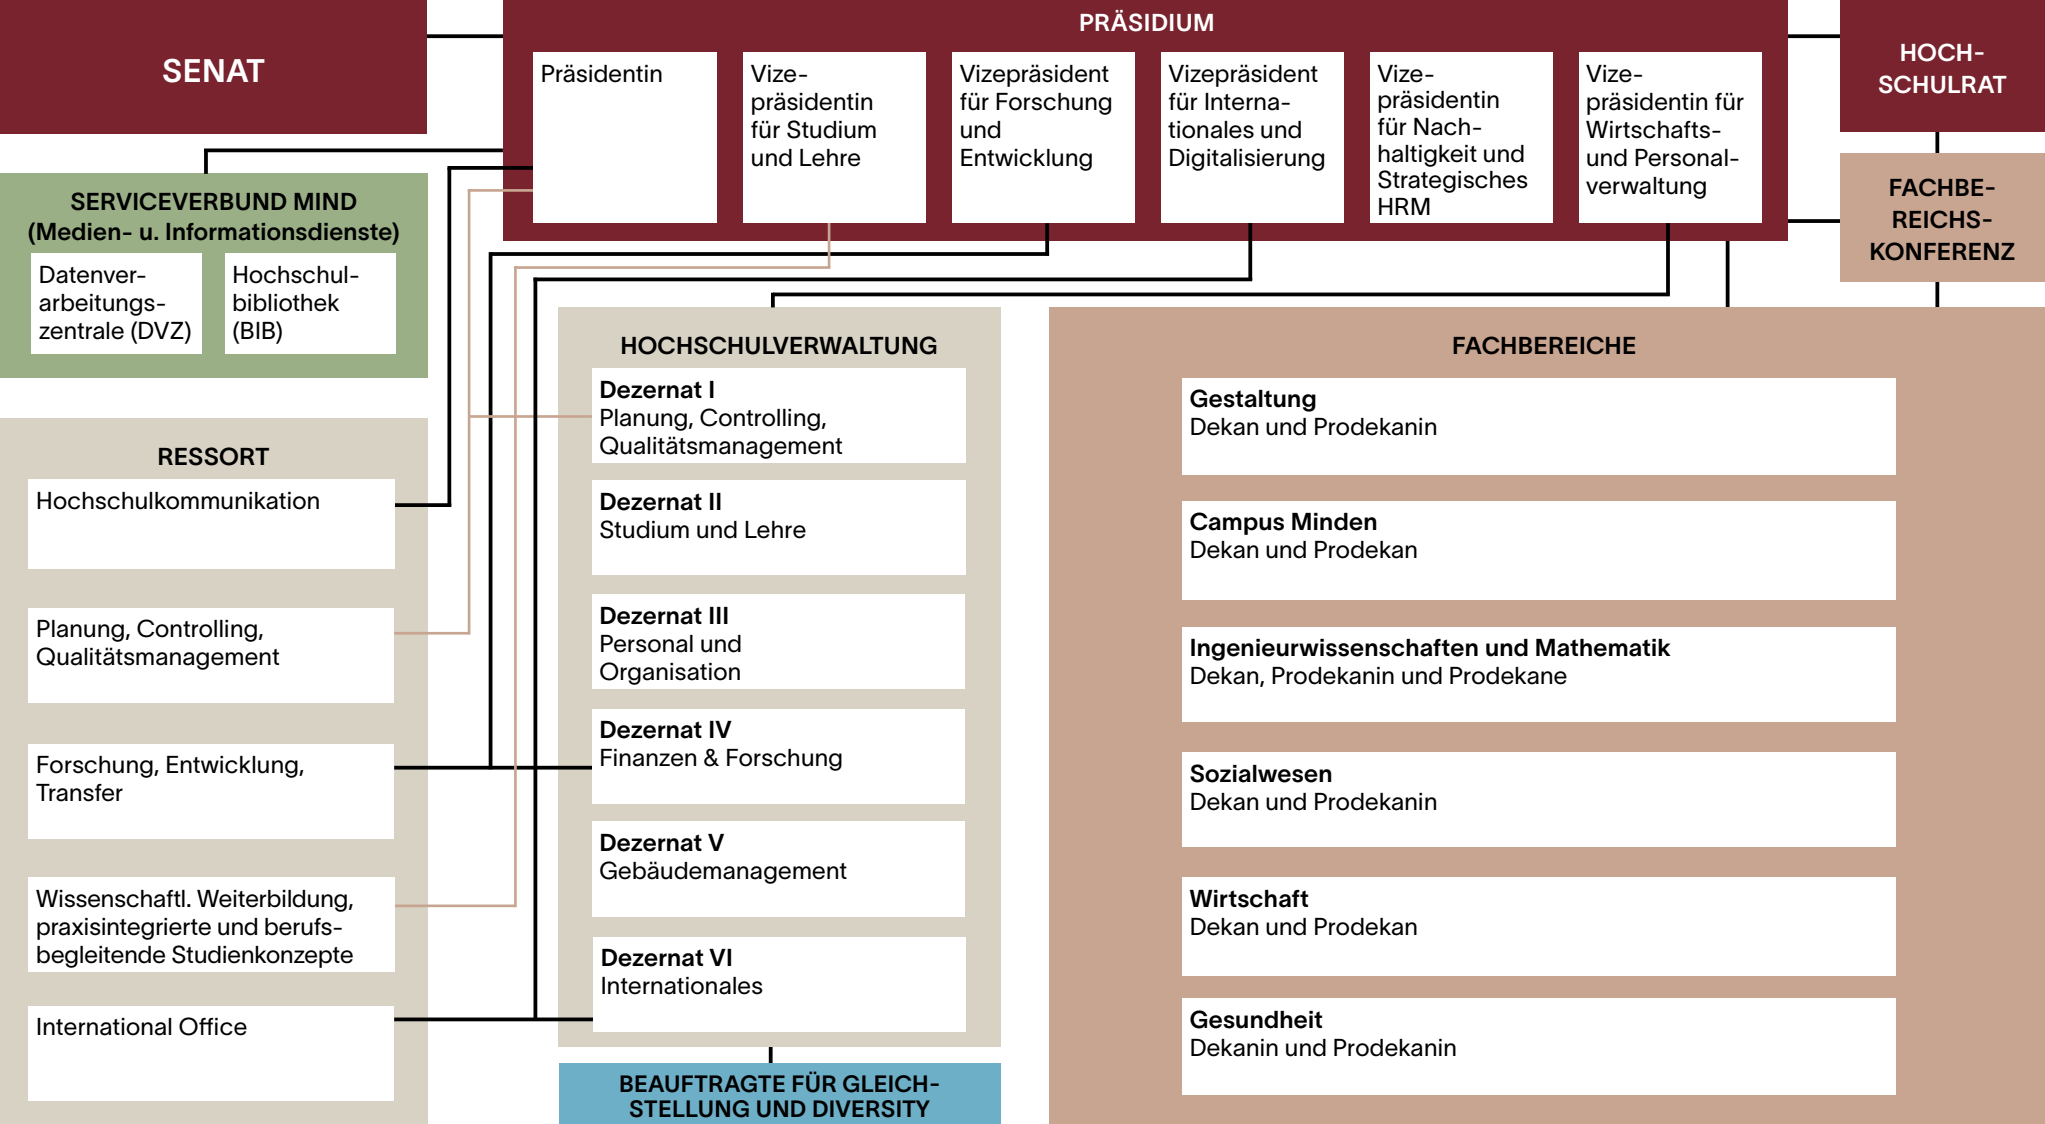 SENAT
PRÄSIDIUM
Präsidentin
Vize-
präsidentin
für Studium
und Lehre
Vizepräsident
für Forschung
und
Entwicklung
Vizepräsident
für Interna-
tionales und
Digitalisierung
Vize-
präsidentin
für Nach-
haltigkeit und
Strategisches
HRM
Vize-
präsidentin für
Wirtschafts-
und Personal-
verwaltung
HOCH-
SCHULRAT
FACHBE-
REICHS-
KONFERENZ
SERVICEVERBUND MIND
(Medien- u. Informationsdienste)
Datenver-
arbeitungs-
zentrale (DVZ)
Hochschul-
bibliothek
(BIB)
RESSORT
Hochschulkommunikation
Planung, Controlling,
Qualitätsmanagement
Forschung, Entwicklung,
Transfer
Wissenschaftl. Weiterbildung,
praxisintegrierte und berufs-
begleitende Studienkonzepte
International Office
HOCHSCHULVERWALTUNG
Dezernat I
Planung, Controlling,
Qualitätsmanagement
Dezernat II
Studium und Lehre
Dezernat III
Personal und
Organisation
Dezernat IV
Finanzen & Forschung
Dezernat V
Gebäudemanagement
Dezernat VI
Internationales
BEAUFTRAGTE FÜR GLEICH-
STELLUNG UND DIVERSITY
FACHBEREICHE
Gestaltung
Dekan und Prodekanin
Campus Minden
Dekan und Prodekan
Ingenieurwissenschaften und Mathematik
Dekan, Prodekanin und Prodekane
Sozialwesen
Dekan und Prodekanin
Wirtschaft
Dekan und Prodekan
Gesundheit
Dekanin und Prodekanin